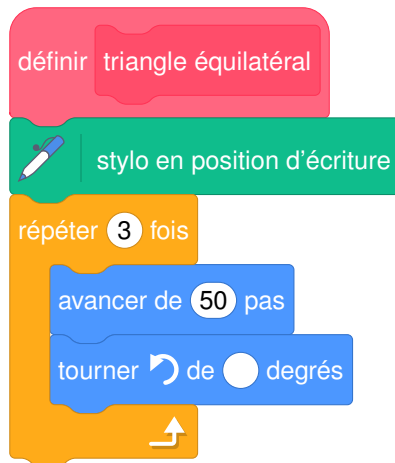 définir triangle équilatéral
stylo en position d’écriture
répéter 3 fois
avancer de 50 pas
tourner de degrés